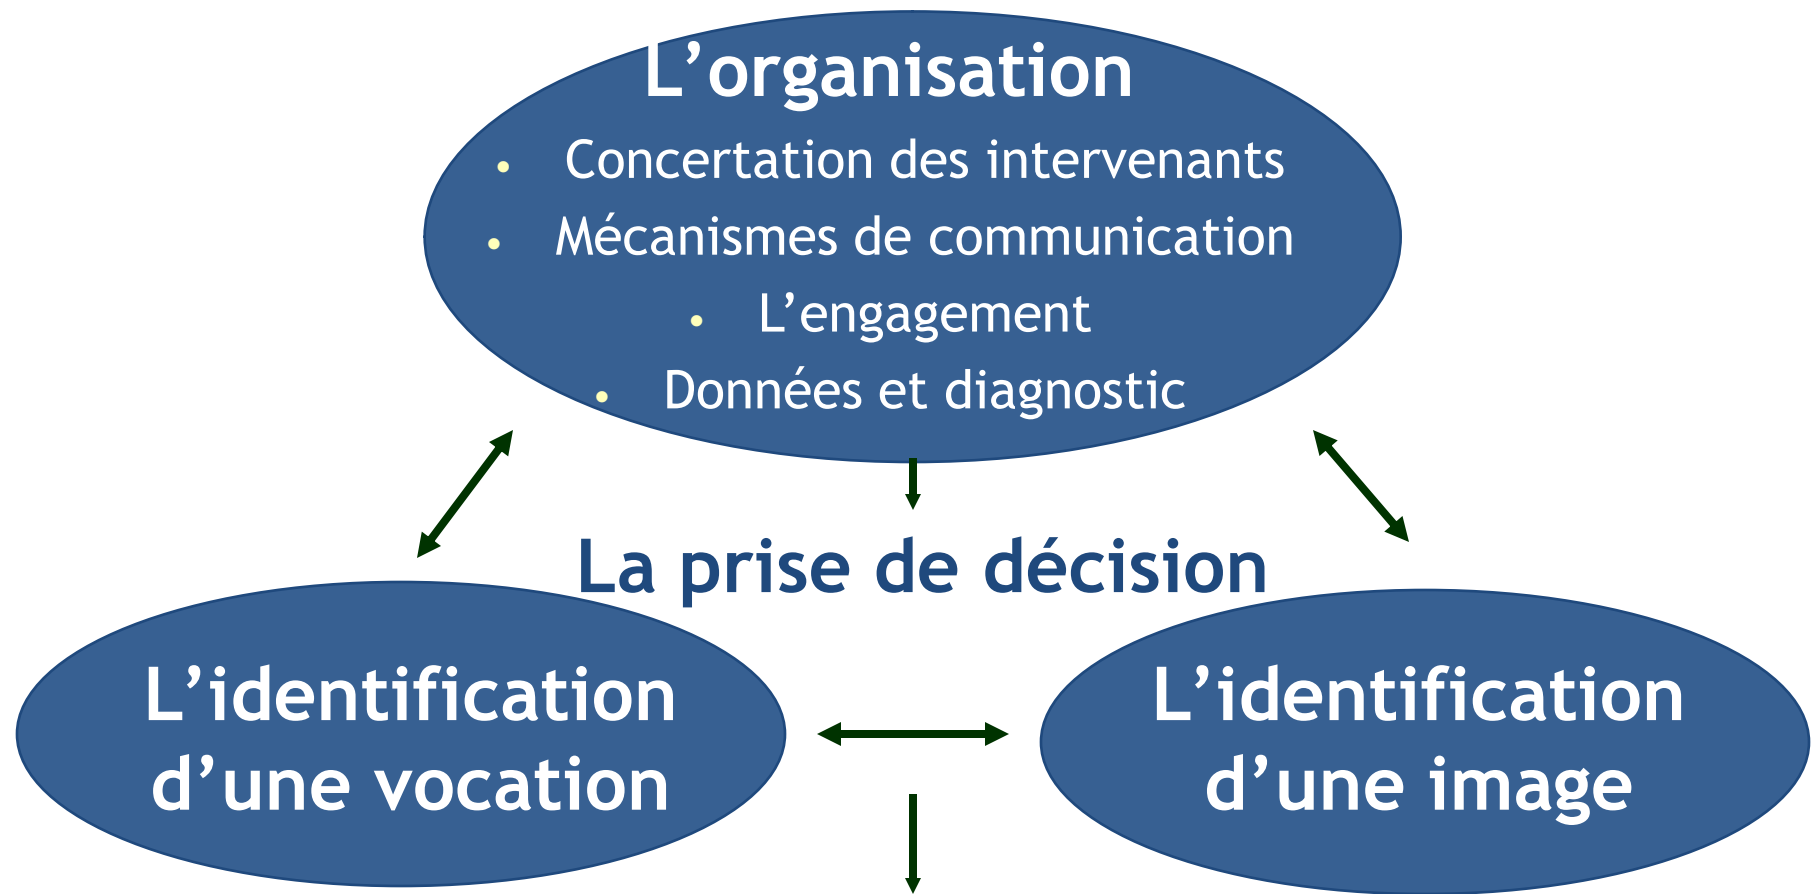 L’organisation
• Concertation des intervenants
• Mécanismes de communication
• L’engagement
• Données et diagnostic
La prise de décision
L’identification
d’une vocation
L’identification
d’une image